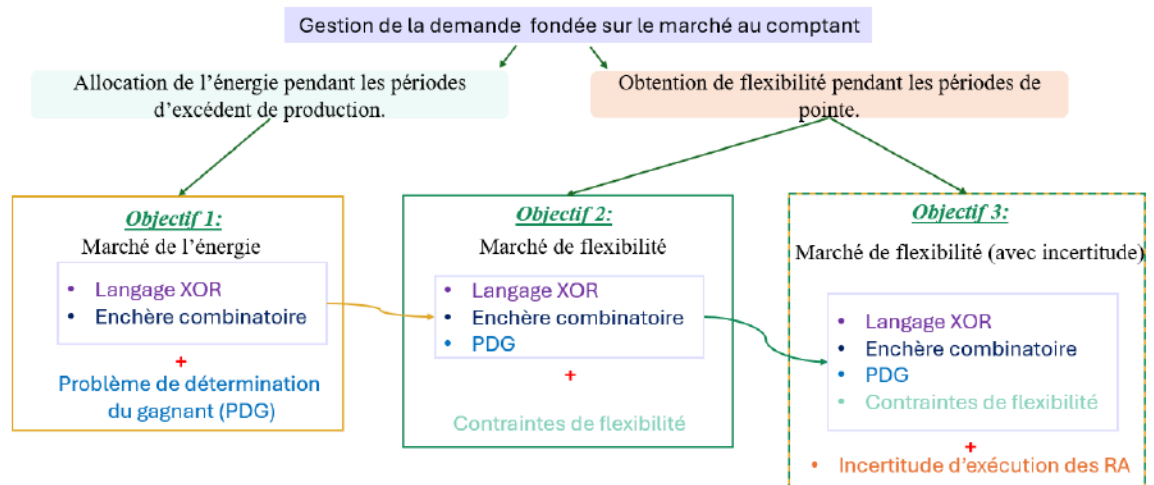 Gestion de la demande fondée sur le marché au comptant
Allocation de l'énergie pendant les périodes
d'excédent de production.
Obtention de flexibilité pendant les périodes de
pointe.
Objectif 1:
Marché de l'énergie
• Langage XOR
• Enchère combinatoire
+
Problème de détermination
du gagnant (PDG)
Objectif 2:
Marché de flexibilité
• Langage XOR
• Enchère combinatoire
• PDG
+
Contraintes de flexibilité
Objectif 3:
Marché de flexibilité (avec incertitude)
• Langage XOR
• Enchère combinatoire
• PDG
• Contraintes de flexibilité
+
• Incertitude d'exécution des RA